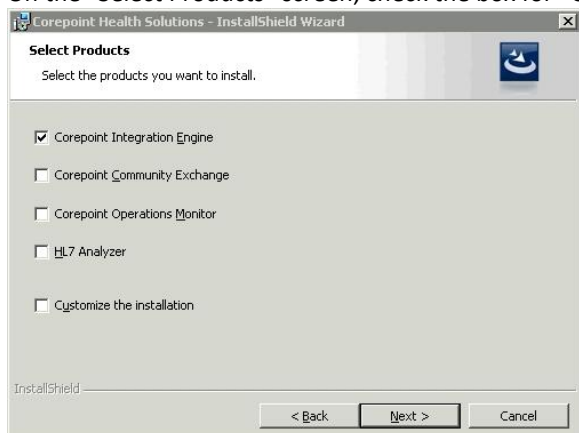 Corepoint Health Solutions - InstallShield Wizard
Select Products
Select the products you want to install.
Corepoint Integration Engine
Corepoint Community Exchange
Corepoint Operations Monitor
HL7 Analyzer
Customize the installation
InstallShield
< Back Next > Cancel